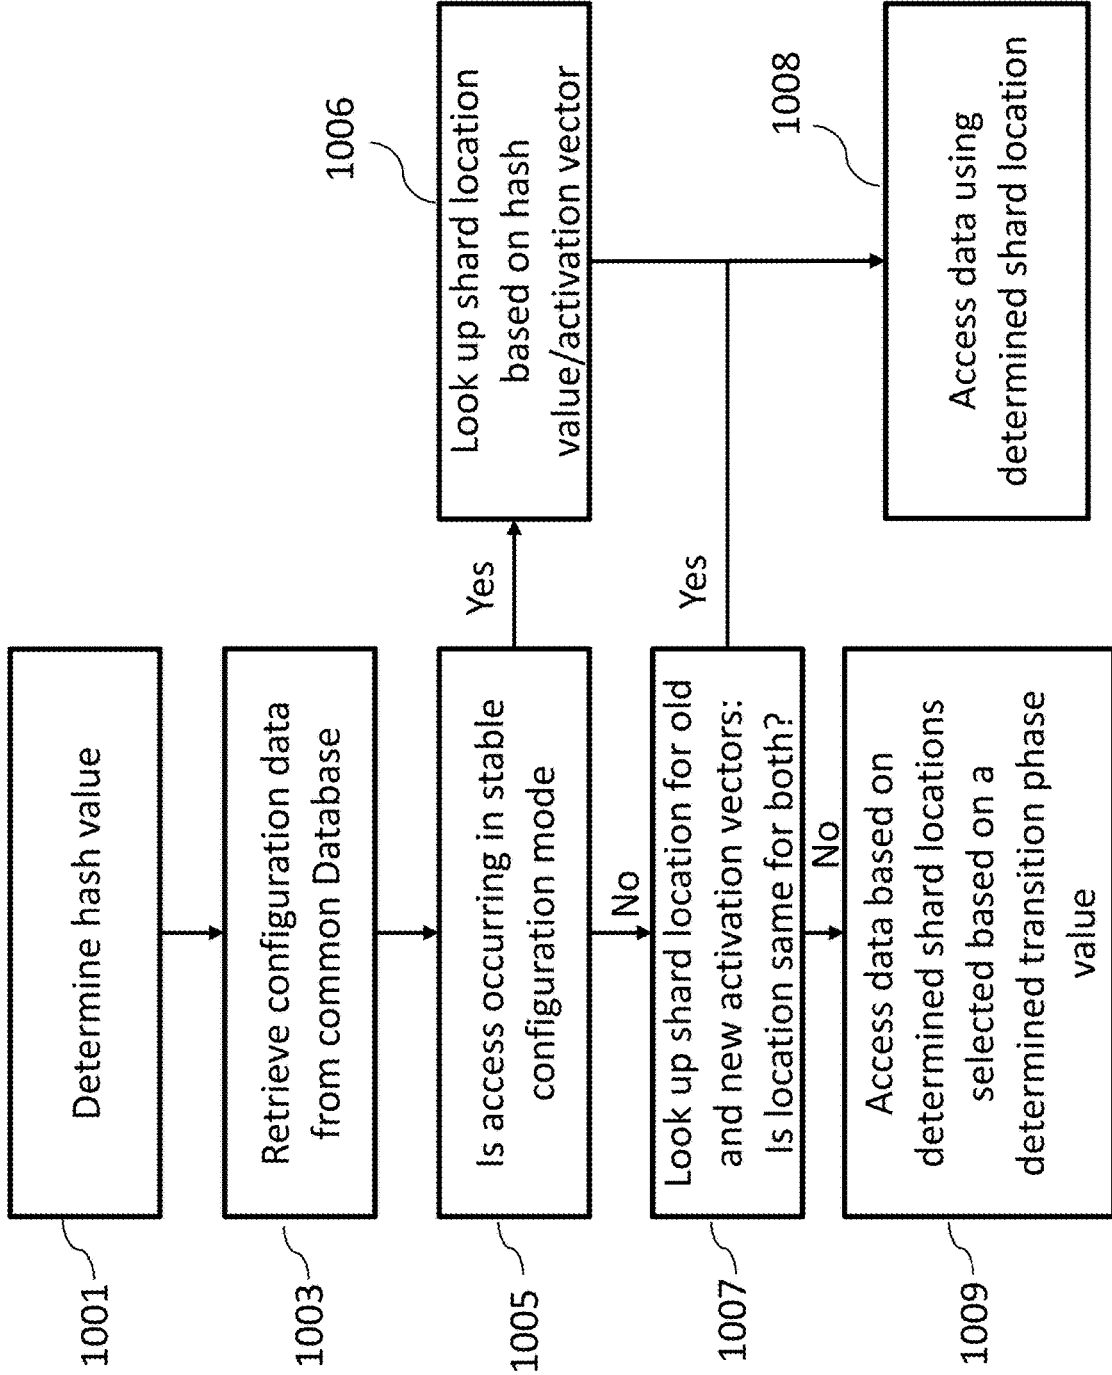 1001
Determine hash value
1003
Retrieve configuration data
from common Database
1005
Is access occurring in stable
configuration mode
Yes
1006
Look up shard location
based on hash
value/activation vector
No
1007
Look up shard location for old
and new activation vectors:
Is location same for both?
Yes
1008
Access data using
determined shard location
No
1009
Access data based on
determined shard locations
selected based on a
determined transition phase
value